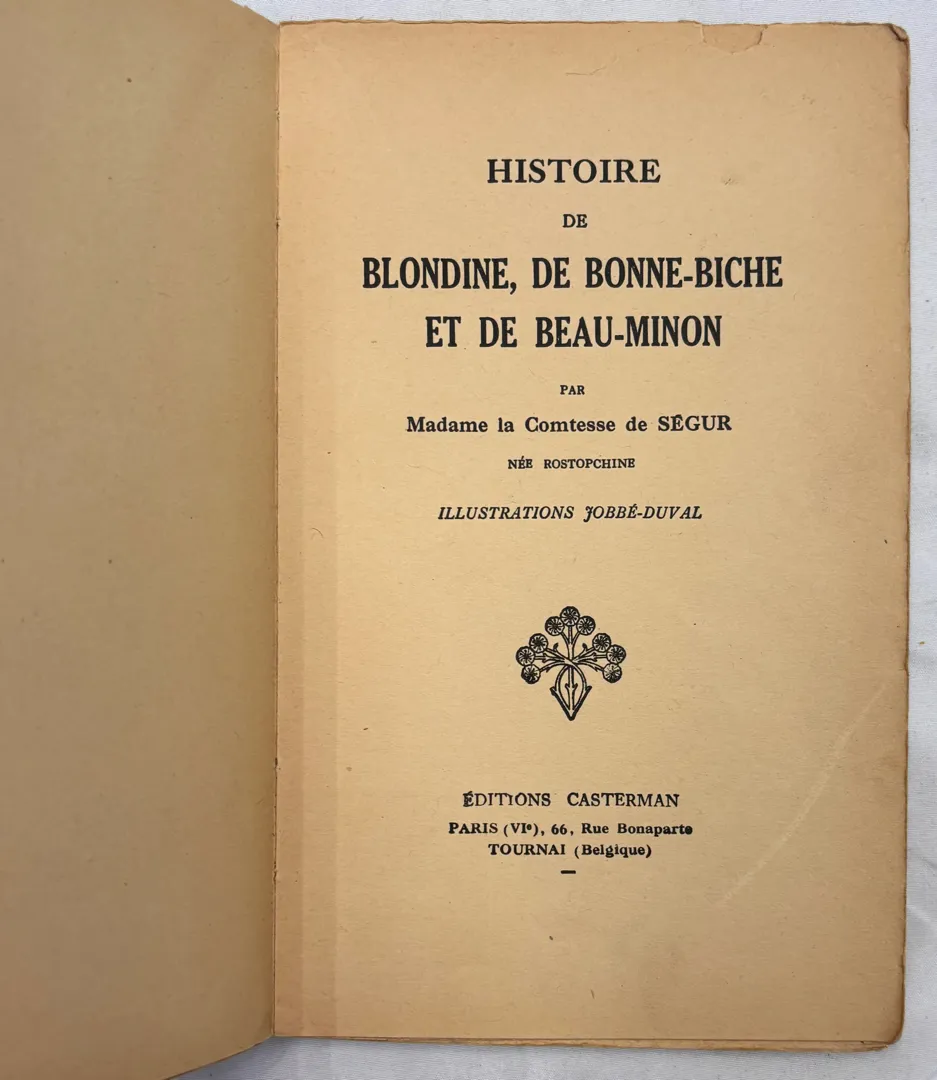 HISTOIRE
DE
BLONDINE, DE BONNE-BICHE
ET DE BEAU-MINON
PAR
Madame la Comtesse de SÉGUR
NÉE ROSTOPCHINE
ILLUSTRATIONS JOBBÉ-DUVAL
ÉDITIONS CASTERMAN
PARIS (VIᵉ), 66, Rue Bonaparte
TOURNAI (Belgique)